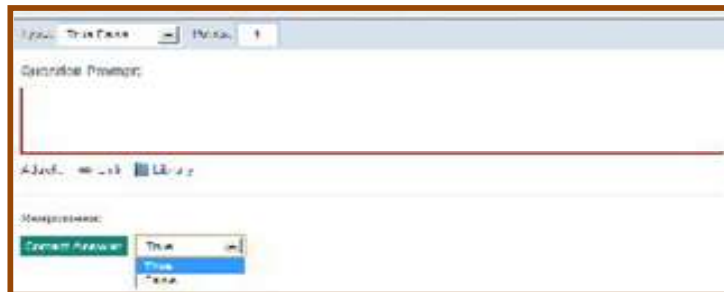 Type: True False Points: 1
Question Prompt:
Attach: Link Library
Responses:
Correct Answer True
True
False